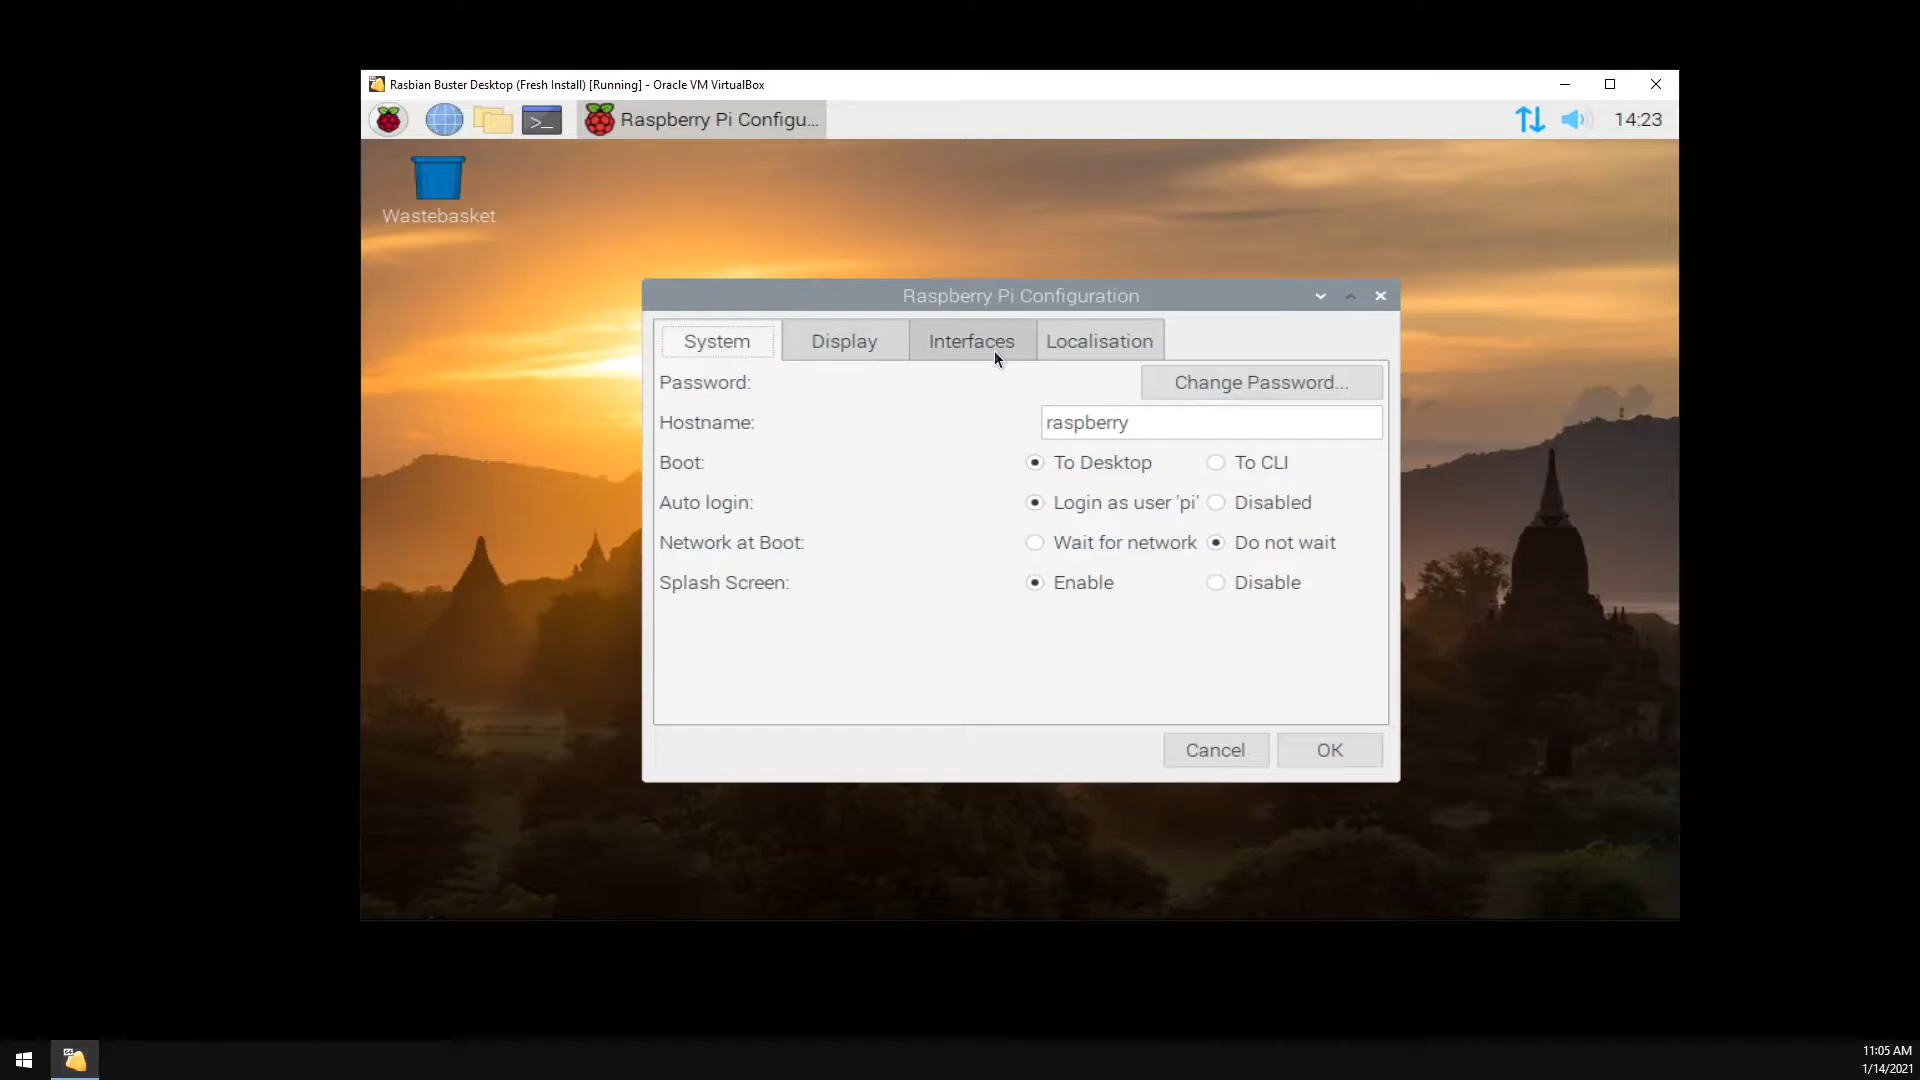 Rasbian Buster Desktop (Fresh Install) [Running] - Oracle VM VirtualBox
>_ Raspberry Pi Configu... 14:23
Wastebasket
Raspberry Pi Configuration
System Display Interfaces Localisation
Password: Change Password...
Hostname: raspberry
Boot: To Desktop To CLI
Auto login: Login as user 'pi' Disabled
Network at Boot: Wait for network Do not wait
Splash Screen: Enable Disable
Cancel OK
11:05 AM
1/14/2021